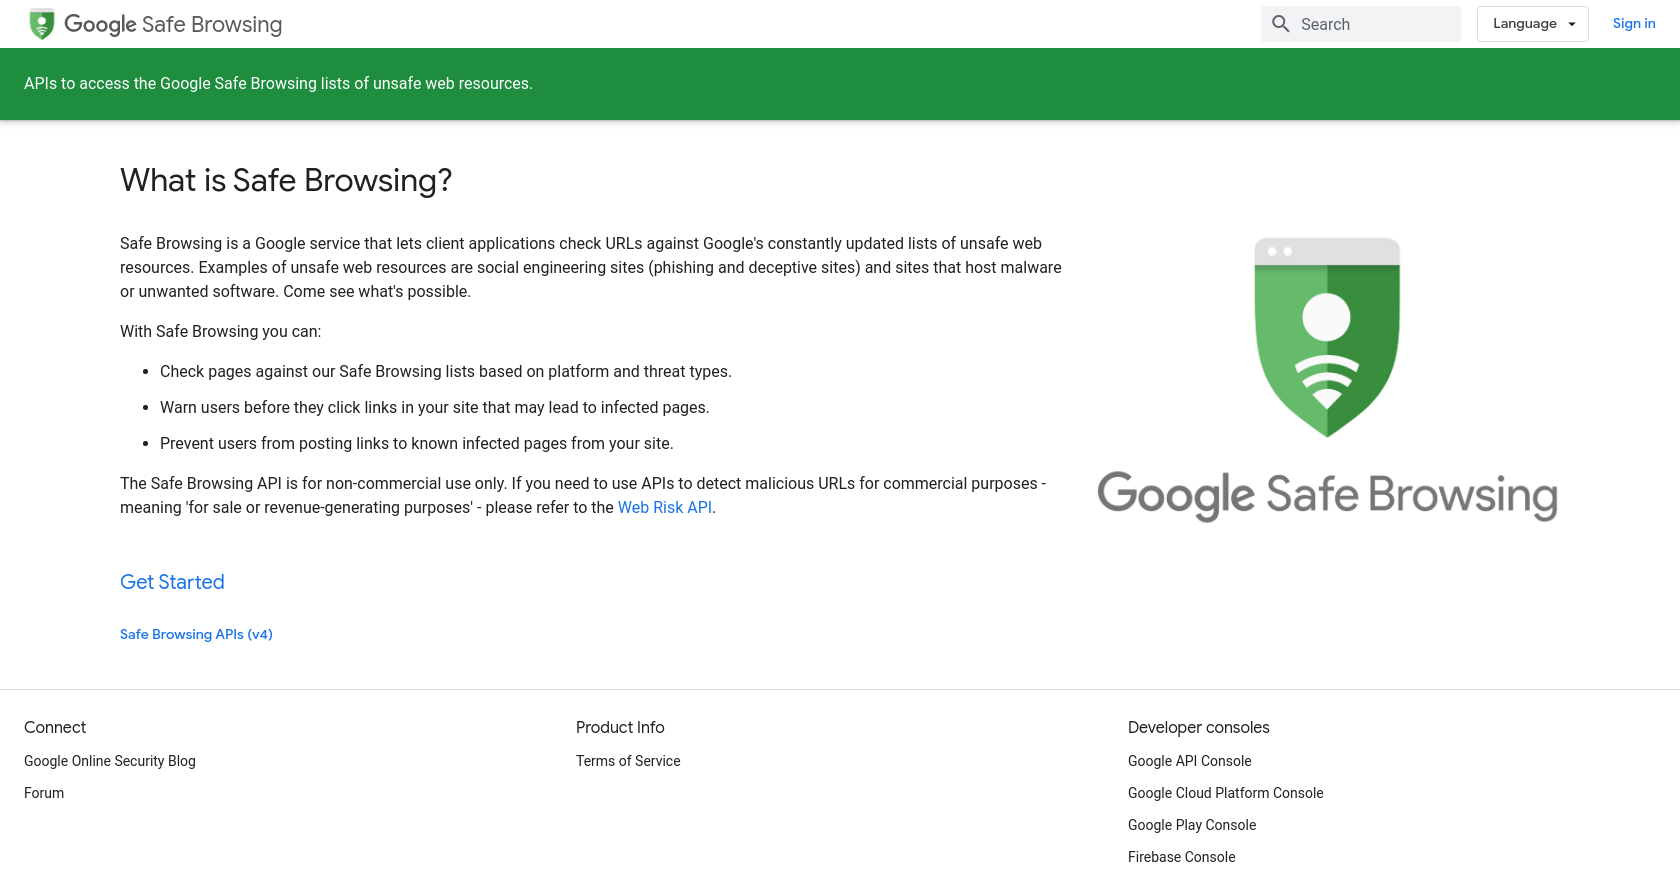 Google Safe Browsing
Search
Language
Sign in
APIs to access the Google Safe Browsing lists of unsafe web resources.
What is Safe Browsing?
Safe Browsing is a Google service that lets client applications check URLs against Google's constantly updated lists of unsafe web
resources. Examples of unsafe web resources are social engineering sites (phishing and deceptive sites) and sites that host malware
or unwanted software. Come see what's possible.
With Safe Browsing you can:
• Check pages against our Safe Browsing lists based on platform and threat types.
• Warn users before they click links in your site that may lead to infected pages.
• Prevent users from posting links to known infected pages from your site.
The Safe Browsing API is for non-commercial use only. If you need to use APIs to detect malicious URLs for commercial purposes -
meaning 'for sale or revenue-generating purposes' - please refer to the Web Risk API.
Google Safe Browsing
Get Started
Safe Browsing APIs (v4)
Connect
Google Online Security Blog
Forum
Product Info
Terms of Service
Developer consoles
Google API Console
Google Cloud Platform Console
Google Play Console
Firebase Console